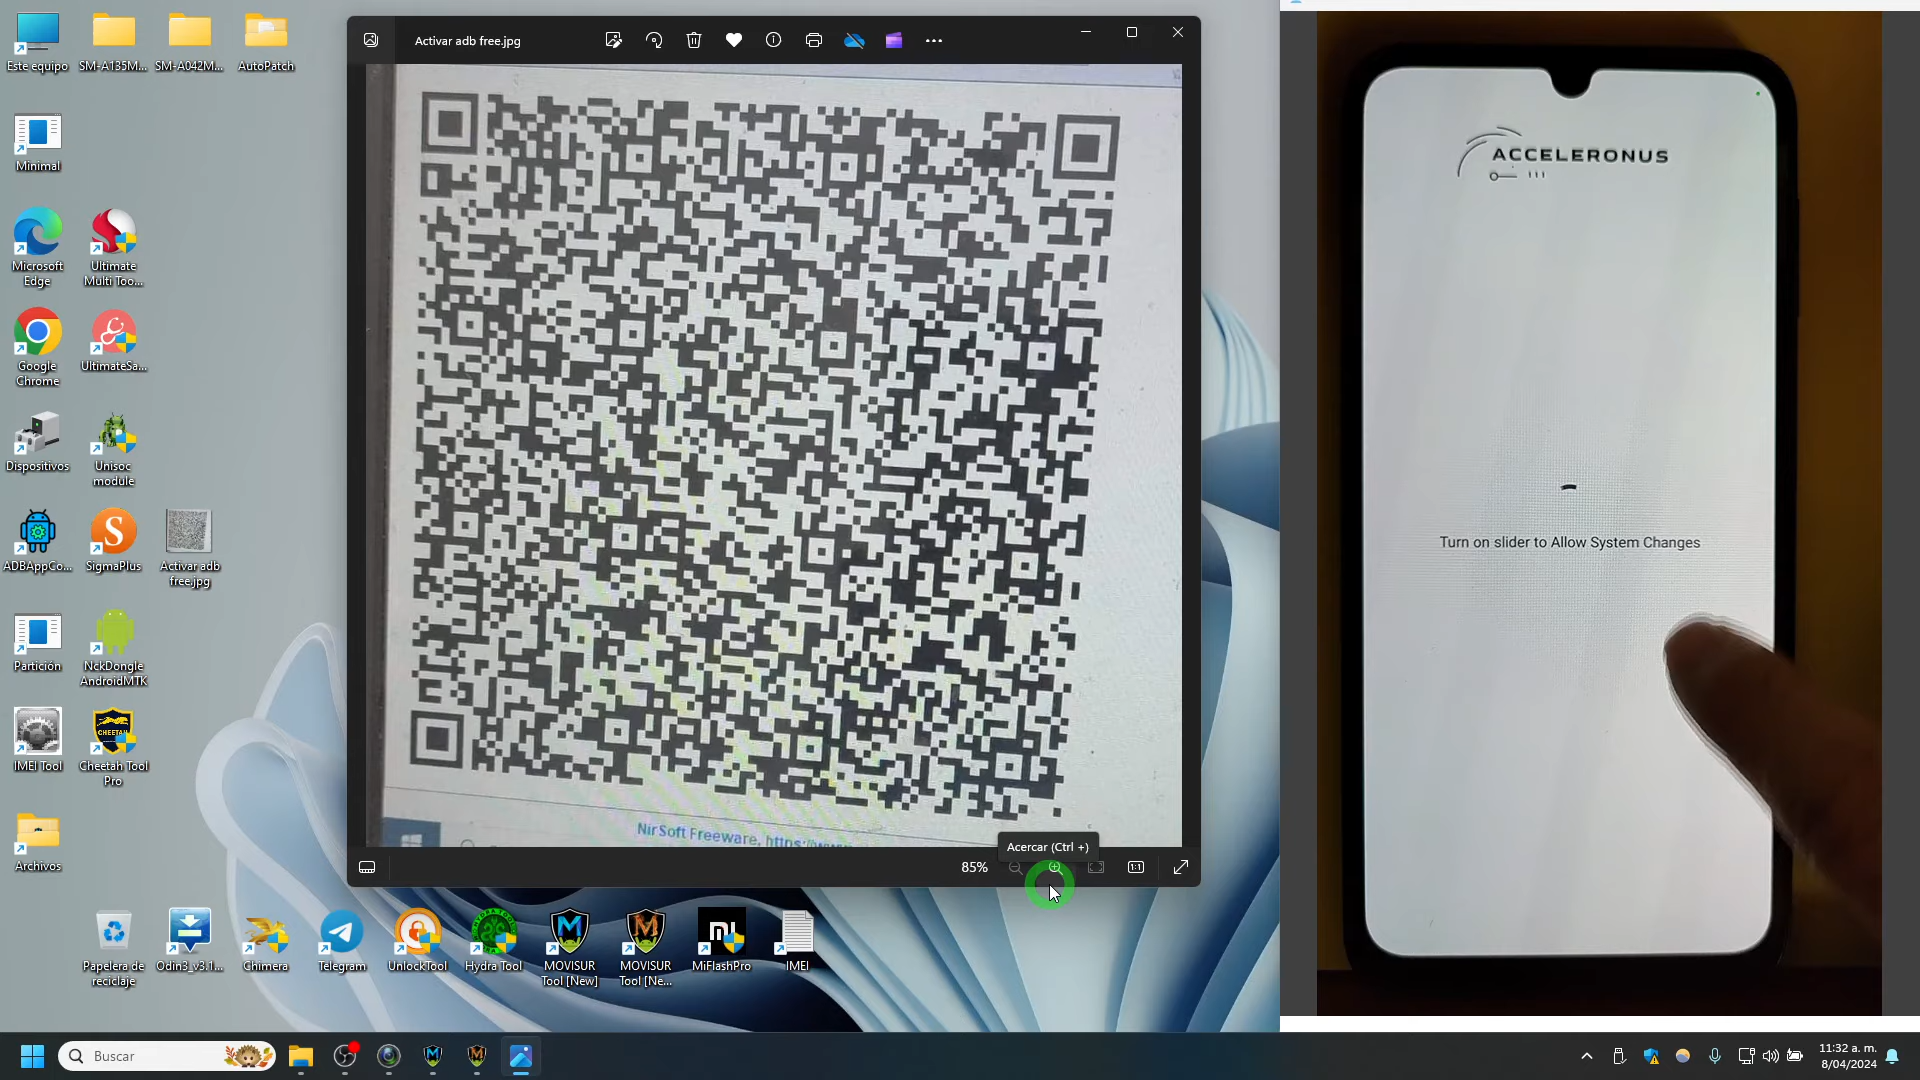 Este equipo
SM-A135M...
SM-A042M...
AutoPatch
Minimal
Microsoft
Edge
Ultimate
Multi Too...
Google
Chrome
UltimateSa...
Dispositivos
Unisoc
module
ADBAppCo...
SigmaPlus
Activar adb
free.jpg
Partición
NckDongle
AndroidMTK
IMEI Tool
CHEETAH
Cheetah Tool
Pro
Archivos
Papelera de
reciclaje
Odin3_v3.1...
Chimera
Telegram
UnlockTool
Hydra Tool
MOVISUR
Tool [New]
MOVISUR
Tool [Ne...
MiFlashPro
IMEI
Activar adb free.jpg
NirSoft Freeware,
Acercar (Ctrl +)
85%
1:1
ACCELERONUS
Turn on slider to Allow System Changes
Buscar
11:32 a. m.
8/04/2024